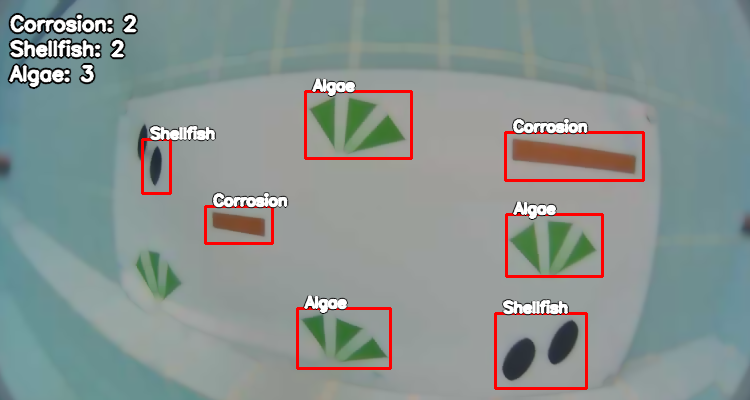 Corrosion: 2
Shellfish: 2
Algae: 3
Algae
Corrosion
Shellfish
Corrosion
Algae
Algae
Shellfish